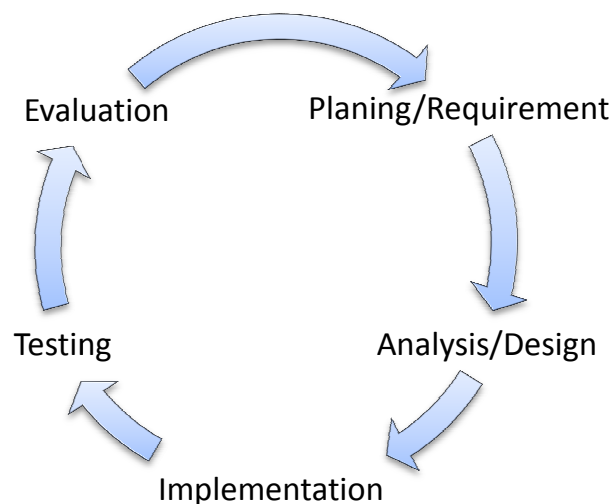 Evaluation
Planing/Requirement
Testing
Analysis/Design
Implementation